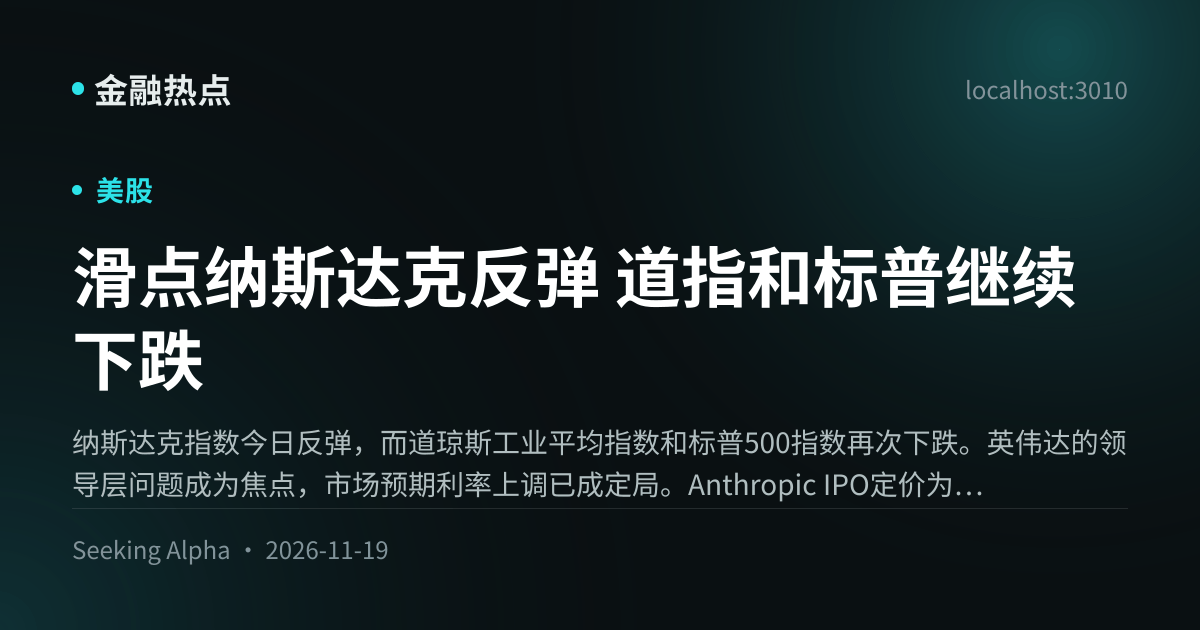 金融热点
localhost:3010
美股
滑点纳斯达克反弹 道指和标普继续
下跌
纳斯达克指数今日反弹，而道琼斯工业平均指数和标普500指数再次下跌。英伟达的领
导层问题成为焦点，市场预期利率上调已成定局。Anthropic IPO定价为…
Seeking Alpha · 2026-11-19